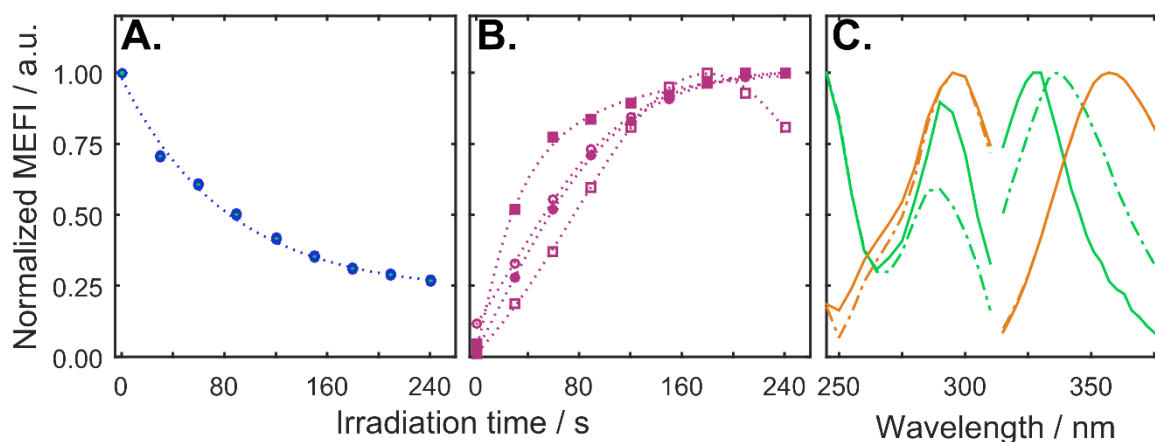 A. B. C.
Normalized MEFI / a.u.
1.00
0.75
0.50
0.25
0.00
0 80 160 240 0 80 160 240 250 300 350
Irradiation time / s Wavelength / nm